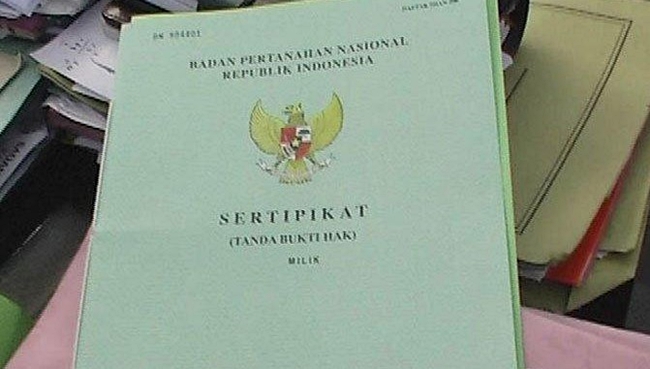 BADAN PERTANAHAN NASIONAL
REPUBLIK INDONESIA
SERTIPIKAT
(TANDA BUKTI HAK)
MILIK